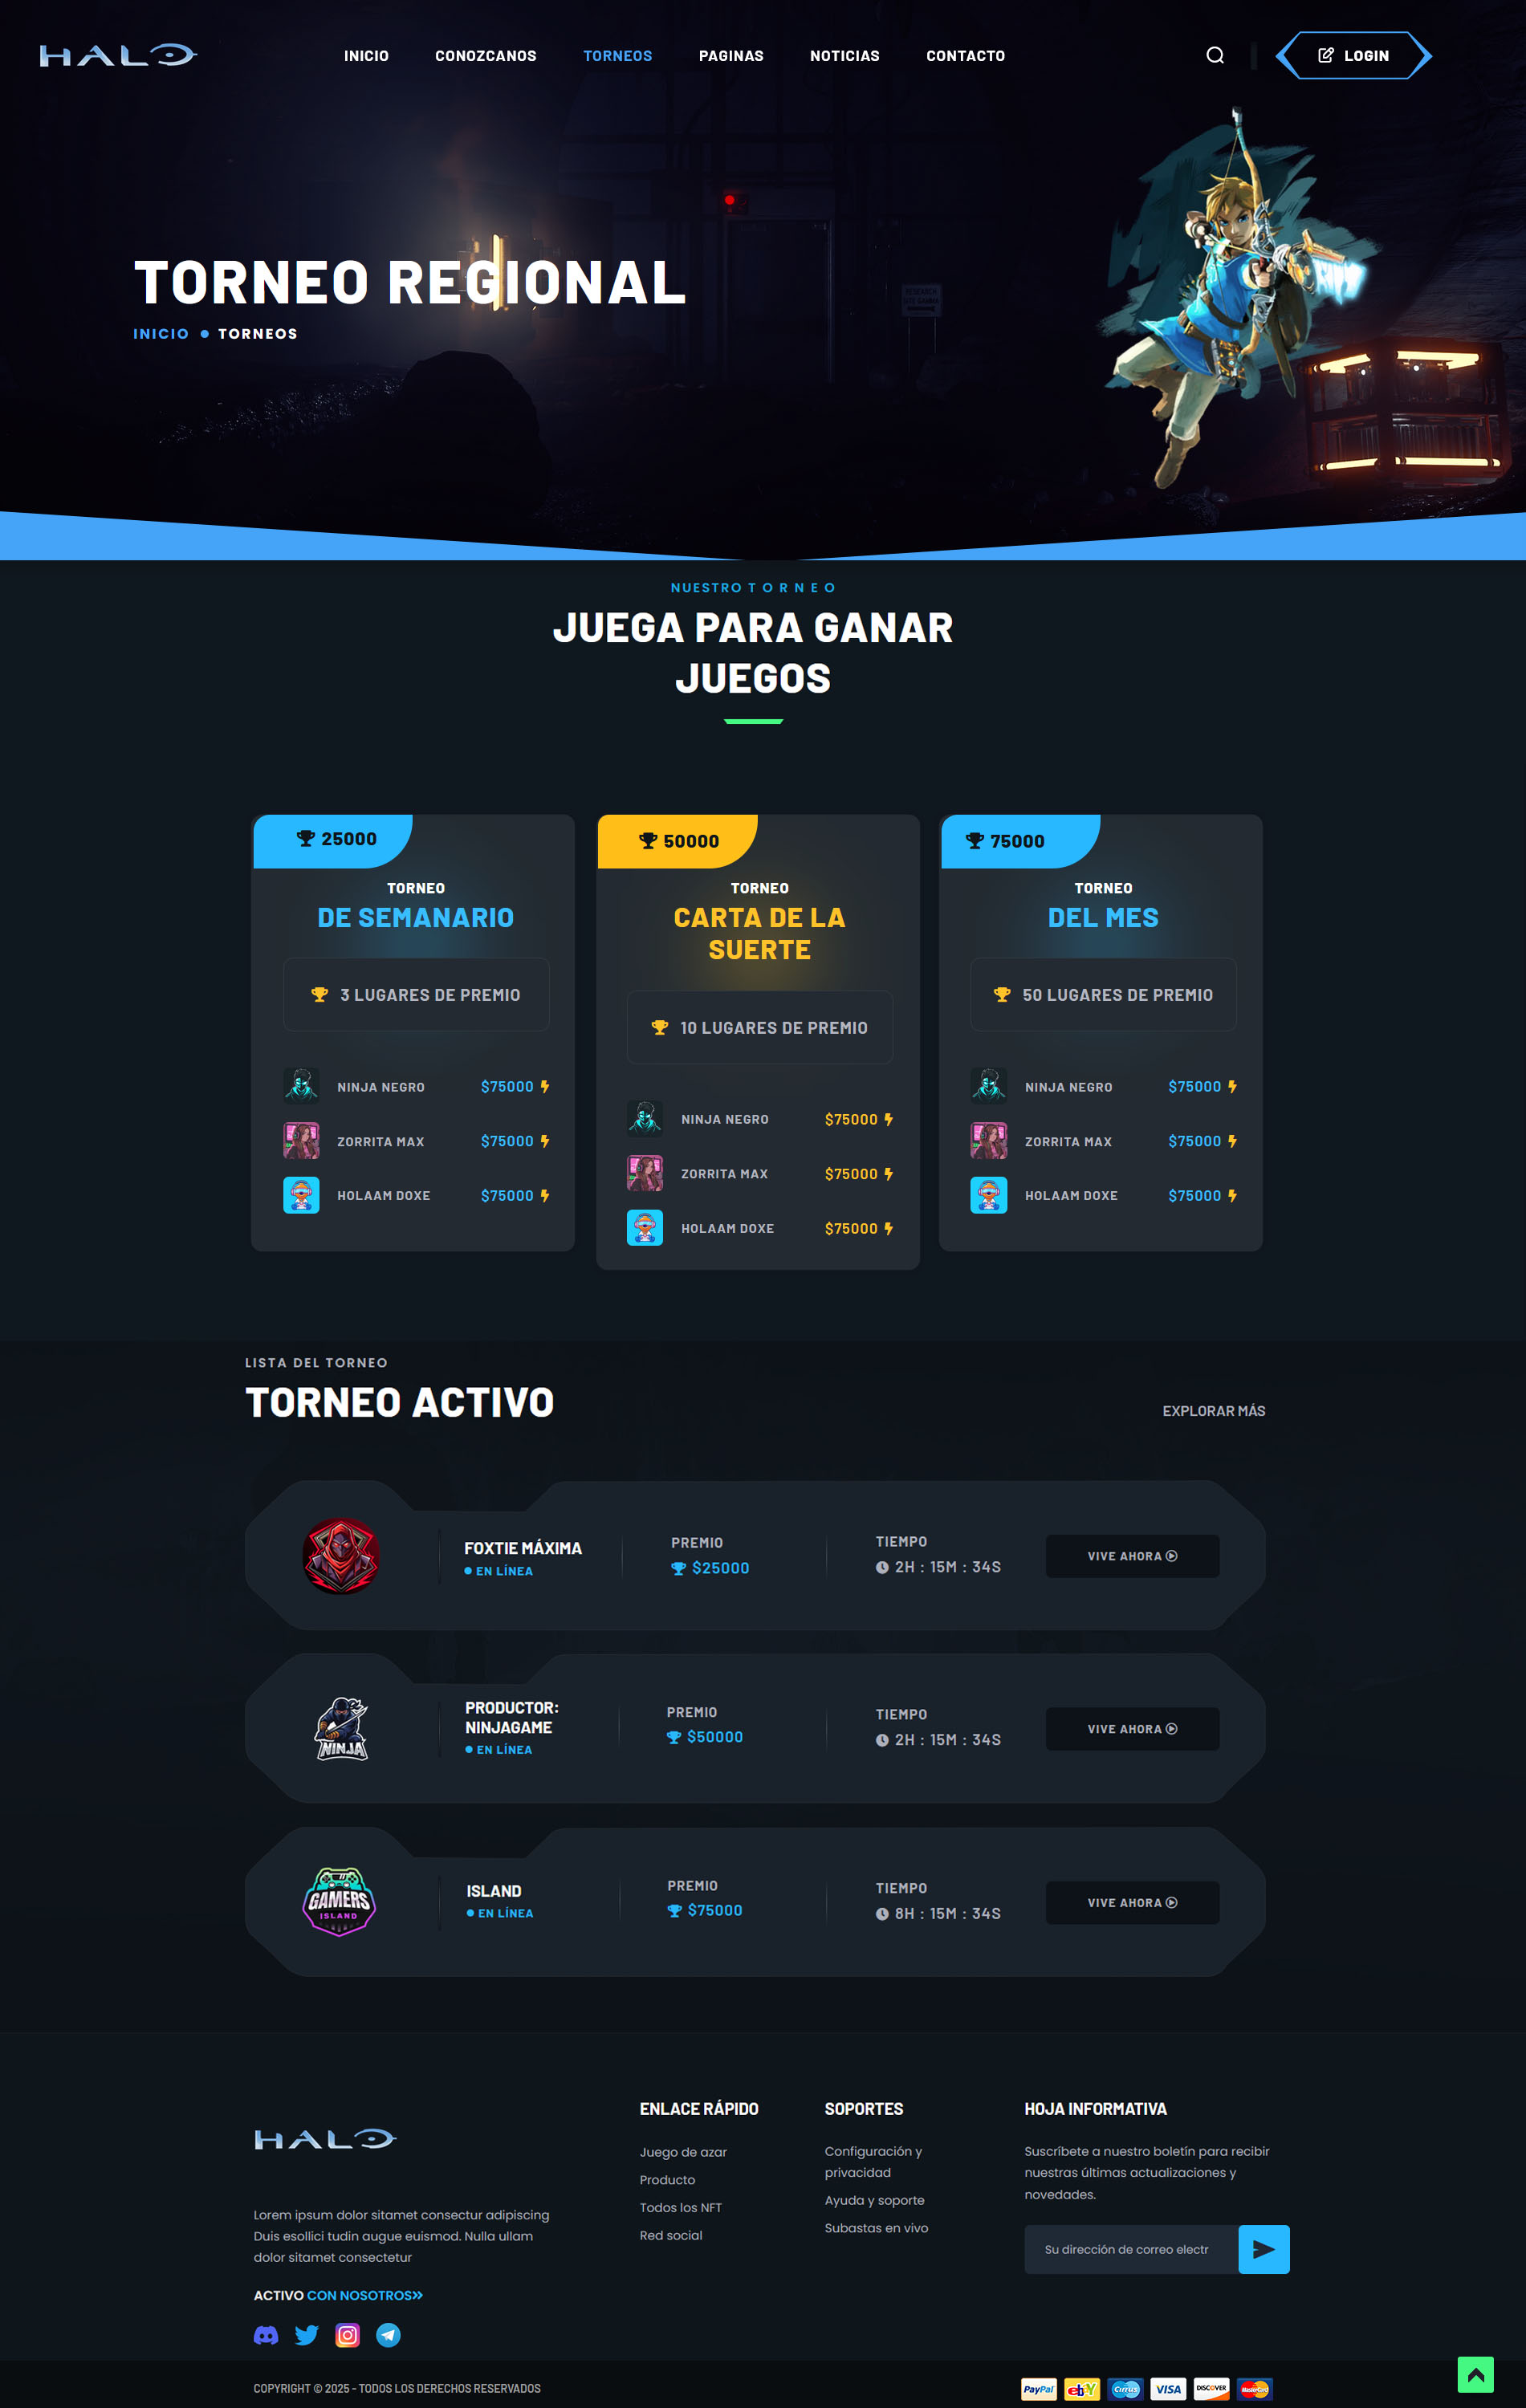 HALO
INICIO CONOZCANOS TORNEOS PAGINAS NOTICIAS CONTACTO
LOGIN
TORNEO REGIONAL
INICIO TORNEOS
NUESTRO T O R N E O
JUEGA PARA GANAR
JUEGOS
25000
TORNEO
DE SEMANARIO
3 LUGARES DE PREMIO
NINJA NEGRO $75000
ZORRITA MAX $75000
HOLAAM DOXE $75000
50000
TORNEO
CARTA DE LA
SUERTE
10 LUGARES DE PREMIO
NINJA NEGRO $75000
ZORRITA MAX $75000
HOLAAM DOXE $75000
75000
TORNEO
DEL MES
50 LUGARES DE PREMIO
NINJA NEGRO $75000
ZORRITA MAX $75000
HOLAAM DOXE $75000
LISTA DEL TORNEO
TORNEO ACTIVO
EXPLORAR MÁS
FOXTIE MÁXIMA
EN LÍNEA
PREMIO
$25000
TIEMPO
2H : 15M : 34S
VIVE AHORA
NINJA
PRODUCTOR:
NINJAGAME
EN LÍNEA
PREMIO
$50000
TIEMPO
2H : 15M : 34S
VIVE AHORA
GAMERS
ISLAND
ISLAND
EN LÍNEA
PREMIO
$75000
TIEMPO
8H : 15M : 34S
VIVE AHORA
HALO
Lorem ipsum dolor sitamet consectur adipiscing
Duis esollici tudin augue euismod. Nulla ullam
dolor sitamet consectetur
ACTIVO CON NOSOTROS
ENLACE RÁPIDO
Juego de azar
Producto
Todos los NFT
Red social
SOPORTES
Configuración y
privacidad
Ayuda y soporte
Subastas en vivo
HOJA INFORMATIVA
Suscríbete a nuestro boletín para recibir
nuestras últimas actualizaciones y
novedades.
Su dirección de correo electr
COPYRIGHT © 2025 - TODOS LOS DERECHOS RESERVADOS
PayPal ebY Cirrus VISA DISCOVER MasterCard